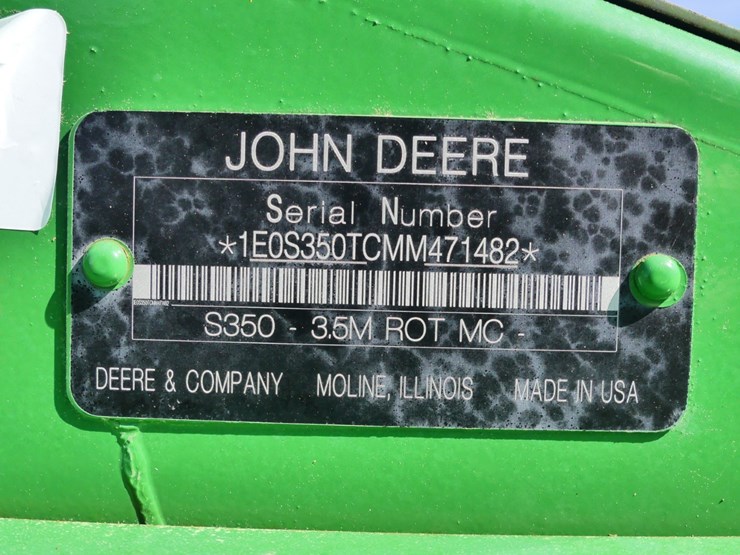 JOHN DEERE
Serial Number
*1E0S350TCMM471482*
S350 - 3.5M ROT MC -
DEERE & COMPANY MOLINE, ILLINOIS MADE IN USA